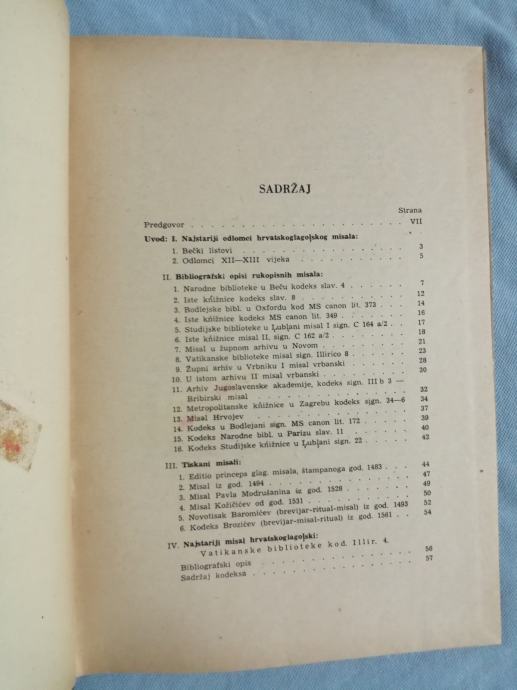 SADRŽAJ
Strana
Predgovor . . . . . . . . . . . . . . . . . VII
Uvod: I. Najstariji odlomci hrvatskoglagoļskog misala:
1. Bečki listovi . . . . . . . . . . . . . . 3
2. Odlomci XII—XIII vijeka . . . . . . . . . . 5
II. Bibliografski opisi rukopisnih misala:
1. Narodne biblioteke u Beču kodeks slav. 4 . . . . . 7
2. Iste kńižnice kodeks slav. 8 . . . . . . . . . 12
3. Bodlejske bibl. u Oxfordu kod MS canon lit. 373 . . . 14
4. Iste kńižnice kodeks MS canon lit. 349 . . . . . . 16
5. Studijske biblioteke u Ļubļani misal I sign. C 164 a/2 . . 17
6. Iste kńižnice misal II, sign. C 162 a/2 . . . . . . 18
7. Misal u župnom arhivu u Novom . . . . . . . . 21
8. Vatikanske biblioteke misal sign. Illirico 8 . . . . . 23
9. Župni arhiv u Vrbniku I misal vrbanski . . . . . . 28
10. U istom arhivu II misal vrbanski . . . . . . . . 30
11. Arhiv Jugoslavenske akademije, kodeks sign. III b 3 —
Bribirski misal . . . . . . . . . . . . . . 32
12. Metropolitanske kńižnice u Zagrebu kodeks sign. 34—6 34
13. Misal Hrvojev . . . . . . . . . . . . . . 37
14. Kodeks u Bodlejani sign. MS canon lit. 172 . . . . . 39
15. Kodeks Narodne bibl. u Parizu slav. 11 . . . . . . 40
16. Kodeks Studijske kńižnice u Ļubļani sign. 22 . . . . 42
III. Tiskani misali:
1. Editio princeps glag. misala, štampanoga god. 1483 . . . 44
2. Misal iz god. 1494 . . . . . . . . . . . . 47
3. Misal Pavla Modrušanina iz god. 1528 . . . . . . 49
4. Misal Kožičićev od god. 1531 . . . . . . . . . 50
5. Novotisak Baromićev (brevijar-ritual-misal) iz god. 1493 52
6. Kodeks Brozićev (brevijar-misal-ritual) iz god. 1561 . . 54
IV. Najstariji misal hrvatskoglagoļski:
Vatikanske biblioteke kod. Illir. 4.
Bibliografski opis . . . . . . . . . . . . . 56
Sadržaj kodeksa . . . . . . . . . . . . . . 57